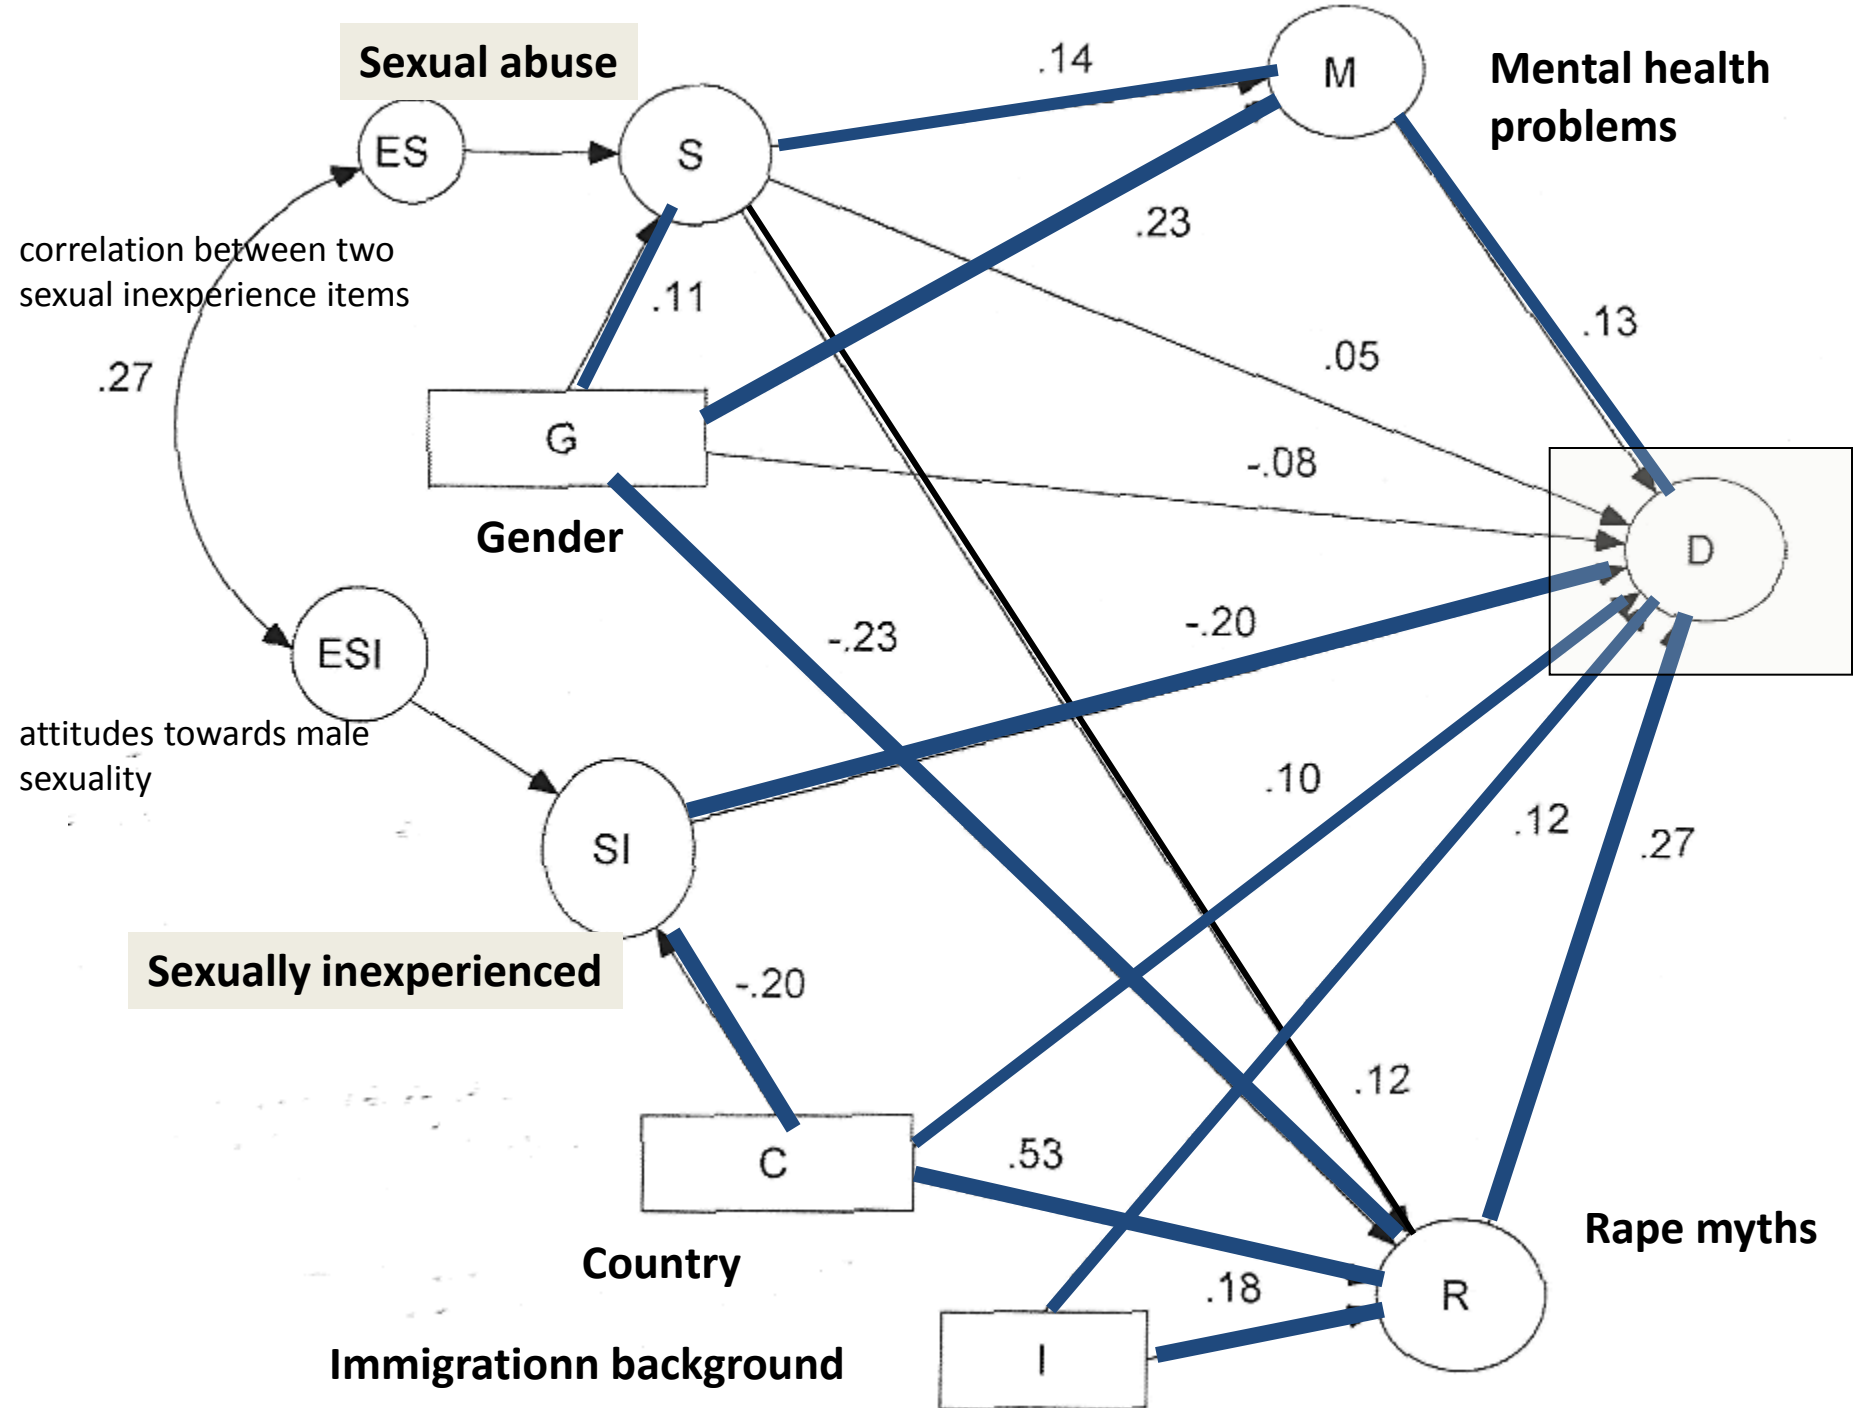 Sexual abuse
.14
M
Mental health
problems
ES
S
.23
correlation between two
sexual inexperience items
.11
.13
.27
.05
G
-.08
D
Gender
-.23
-.20
ESI
attitudes towards male
sexuality
.10
.12
.27
SI
Sexually inexperienced
-.20
.12
C
.53
Country
Rape myths
.18
R
Immigrationn background
I